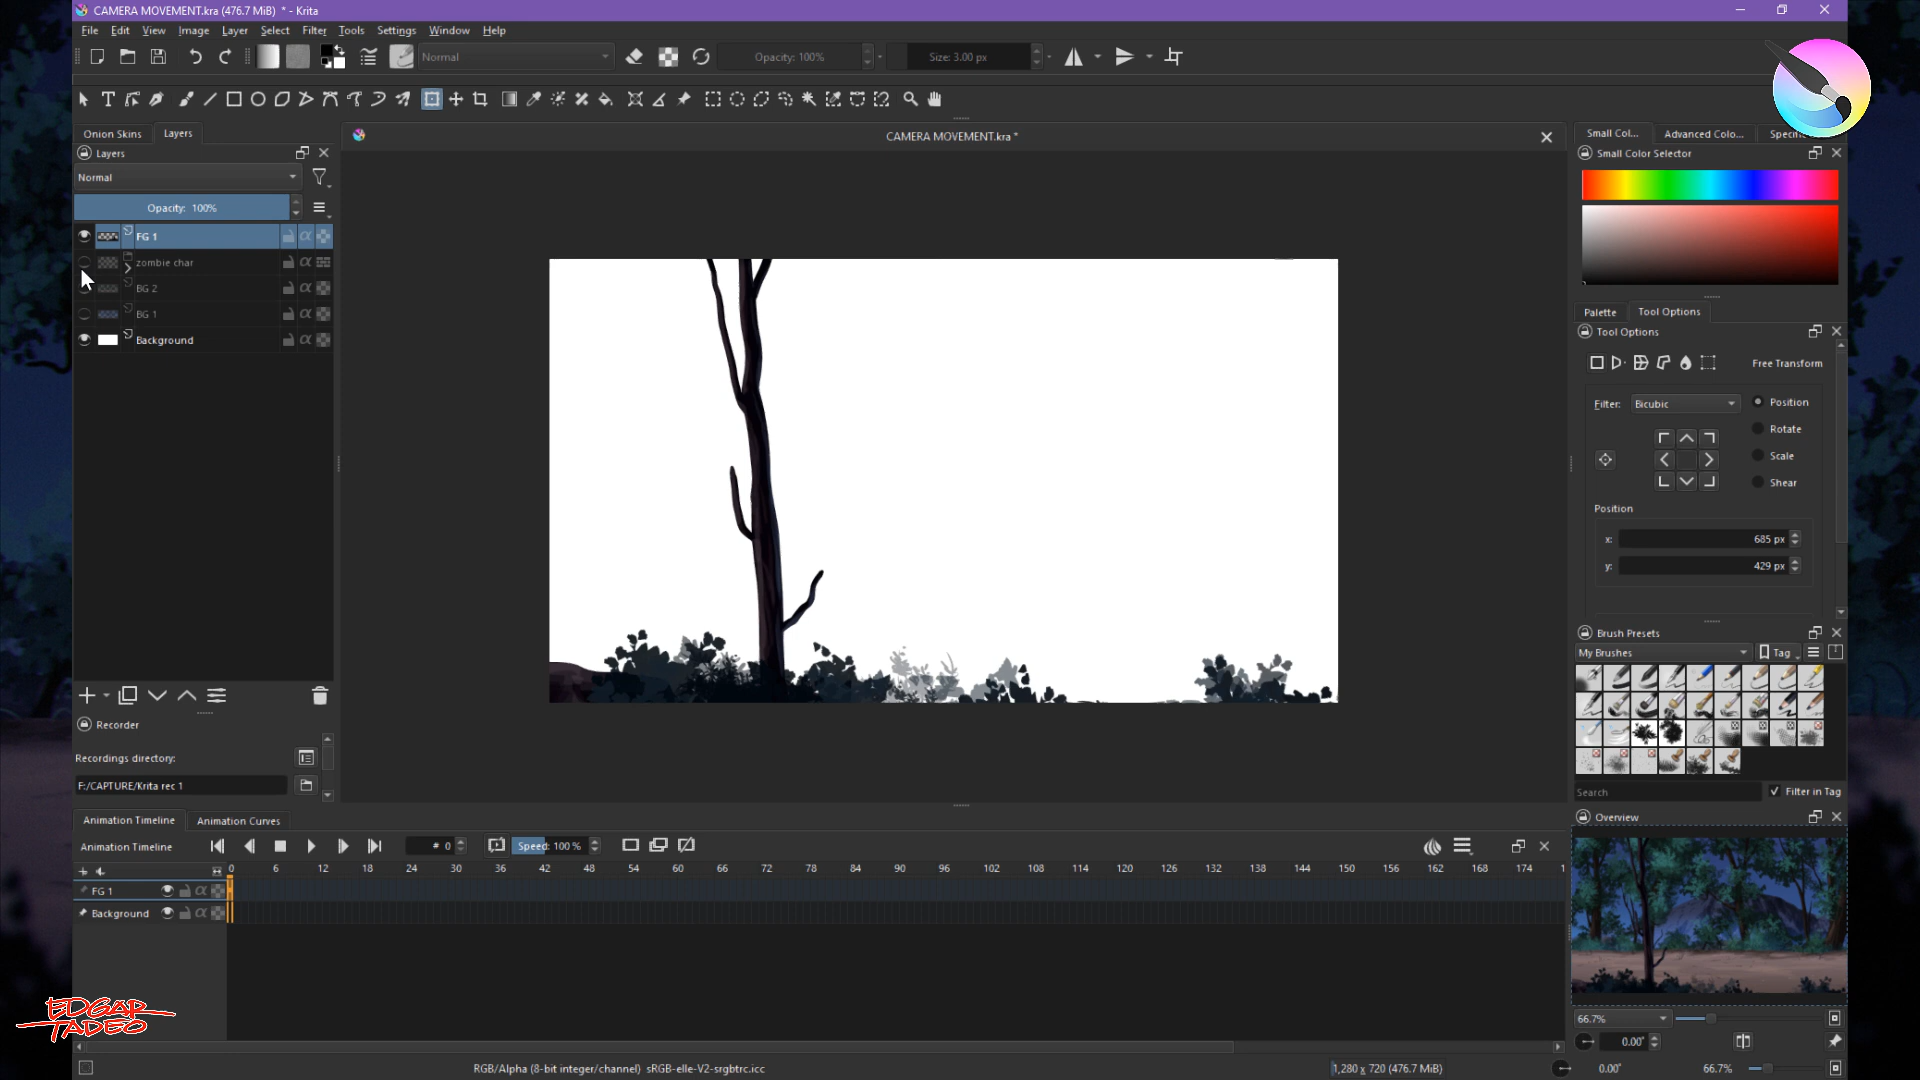 CAMERA MOVEMENT.kra (476.7 MiB) * - Krita
File Edit View Image Layer Select Filter Tools Settings Window Help
Normal
Opacity: 100%
Size: 3.00 px
Onion Skins
Layers
CAMERA MOVEMENT.kra *
Layers
Normal
Opacity: 100%
FG 1
zombie char
BG 2
BG 1
Background
Recorder
Recordings directory:
F:/CAPTURE/Krita rec 1
Small Col...
Advanced Colo...
Small Color Selector
Palette
Tool Options
Tool Options
Free Transform
Filter:
Bicubic
Position
Rotate
Scale
Shear
Position
x:
685 px
y:
429 px
Brush Presets
My Brushes
Tag
Search
Filter in Tag
Overview
66.7%
0.00°
Animation Timeline
Animation Curves
Animation Timeline
# 0
Speed: 100 %
0 6 12 18 24 30 36 42 48 54 60 66 72 78 84 90 96 102 108 114 120 126 132 138 144 150 156 162 168 174
FG 1
Background
EDGAR
TADEO
RGB/Alpha (8-bit integer/channel) sRGB-elle-V2-srgbtrc.icc
1,280 x 720 (476.7 MiB)
0.00°
66.7%